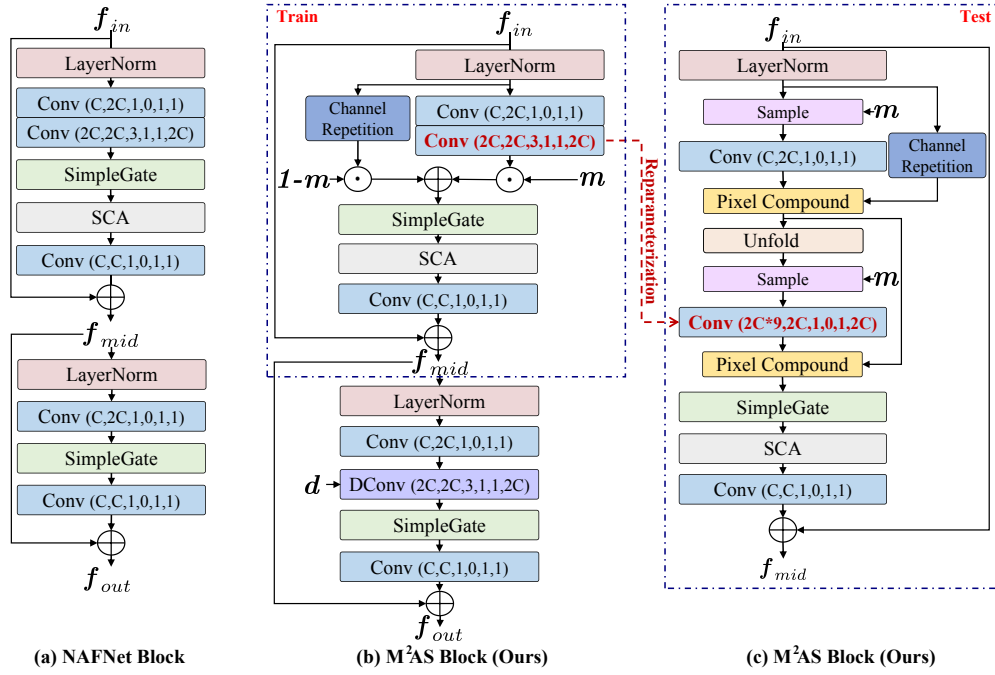 f_in
LayerNorm
Conv (C,2C,1,0,1,1)
Conv (2C,2C,3,1,1,2C)
SimpleGate
SCA
Conv (C,C,1,0,1,1)
f_mid
LayerNorm
Conv (C,2C,1,0,1,1)
SimpleGate
Conv (C,C,1,0,1,1)
f_out
(a) NAFNet Block
Train
f_in
LayerNorm
Channel
Repetition
Conv (C,2C,1,0,1,1)
Conv (2C,2C,3,1,1,2C)
1-m
m
SimpleGate
SCA
Conv (C,C,1,0,1,1)
f_mid
LayerNorm
Conv (C,2C,1,0,1,1)
d
DConv (2C,2C,3,1,1,2C)
SimpleGate
Conv (C,C,1,0,1,1)
f_out
(b) M²AS Block (Ours)
Reparameterization
Test
f_in
LayerNorm
Sample
m
Conv (C,2C,1,0,1,1)
Channel
Repetition
Pixel Compound
Unfold
Sample
m
Conv (2C*9,2C,1,0,1,2C)
Pixel Compound
SimpleGate
SCA
Conv (C,C,1,0,1,1)
f_mid
(c) M²AS Block (Ours)